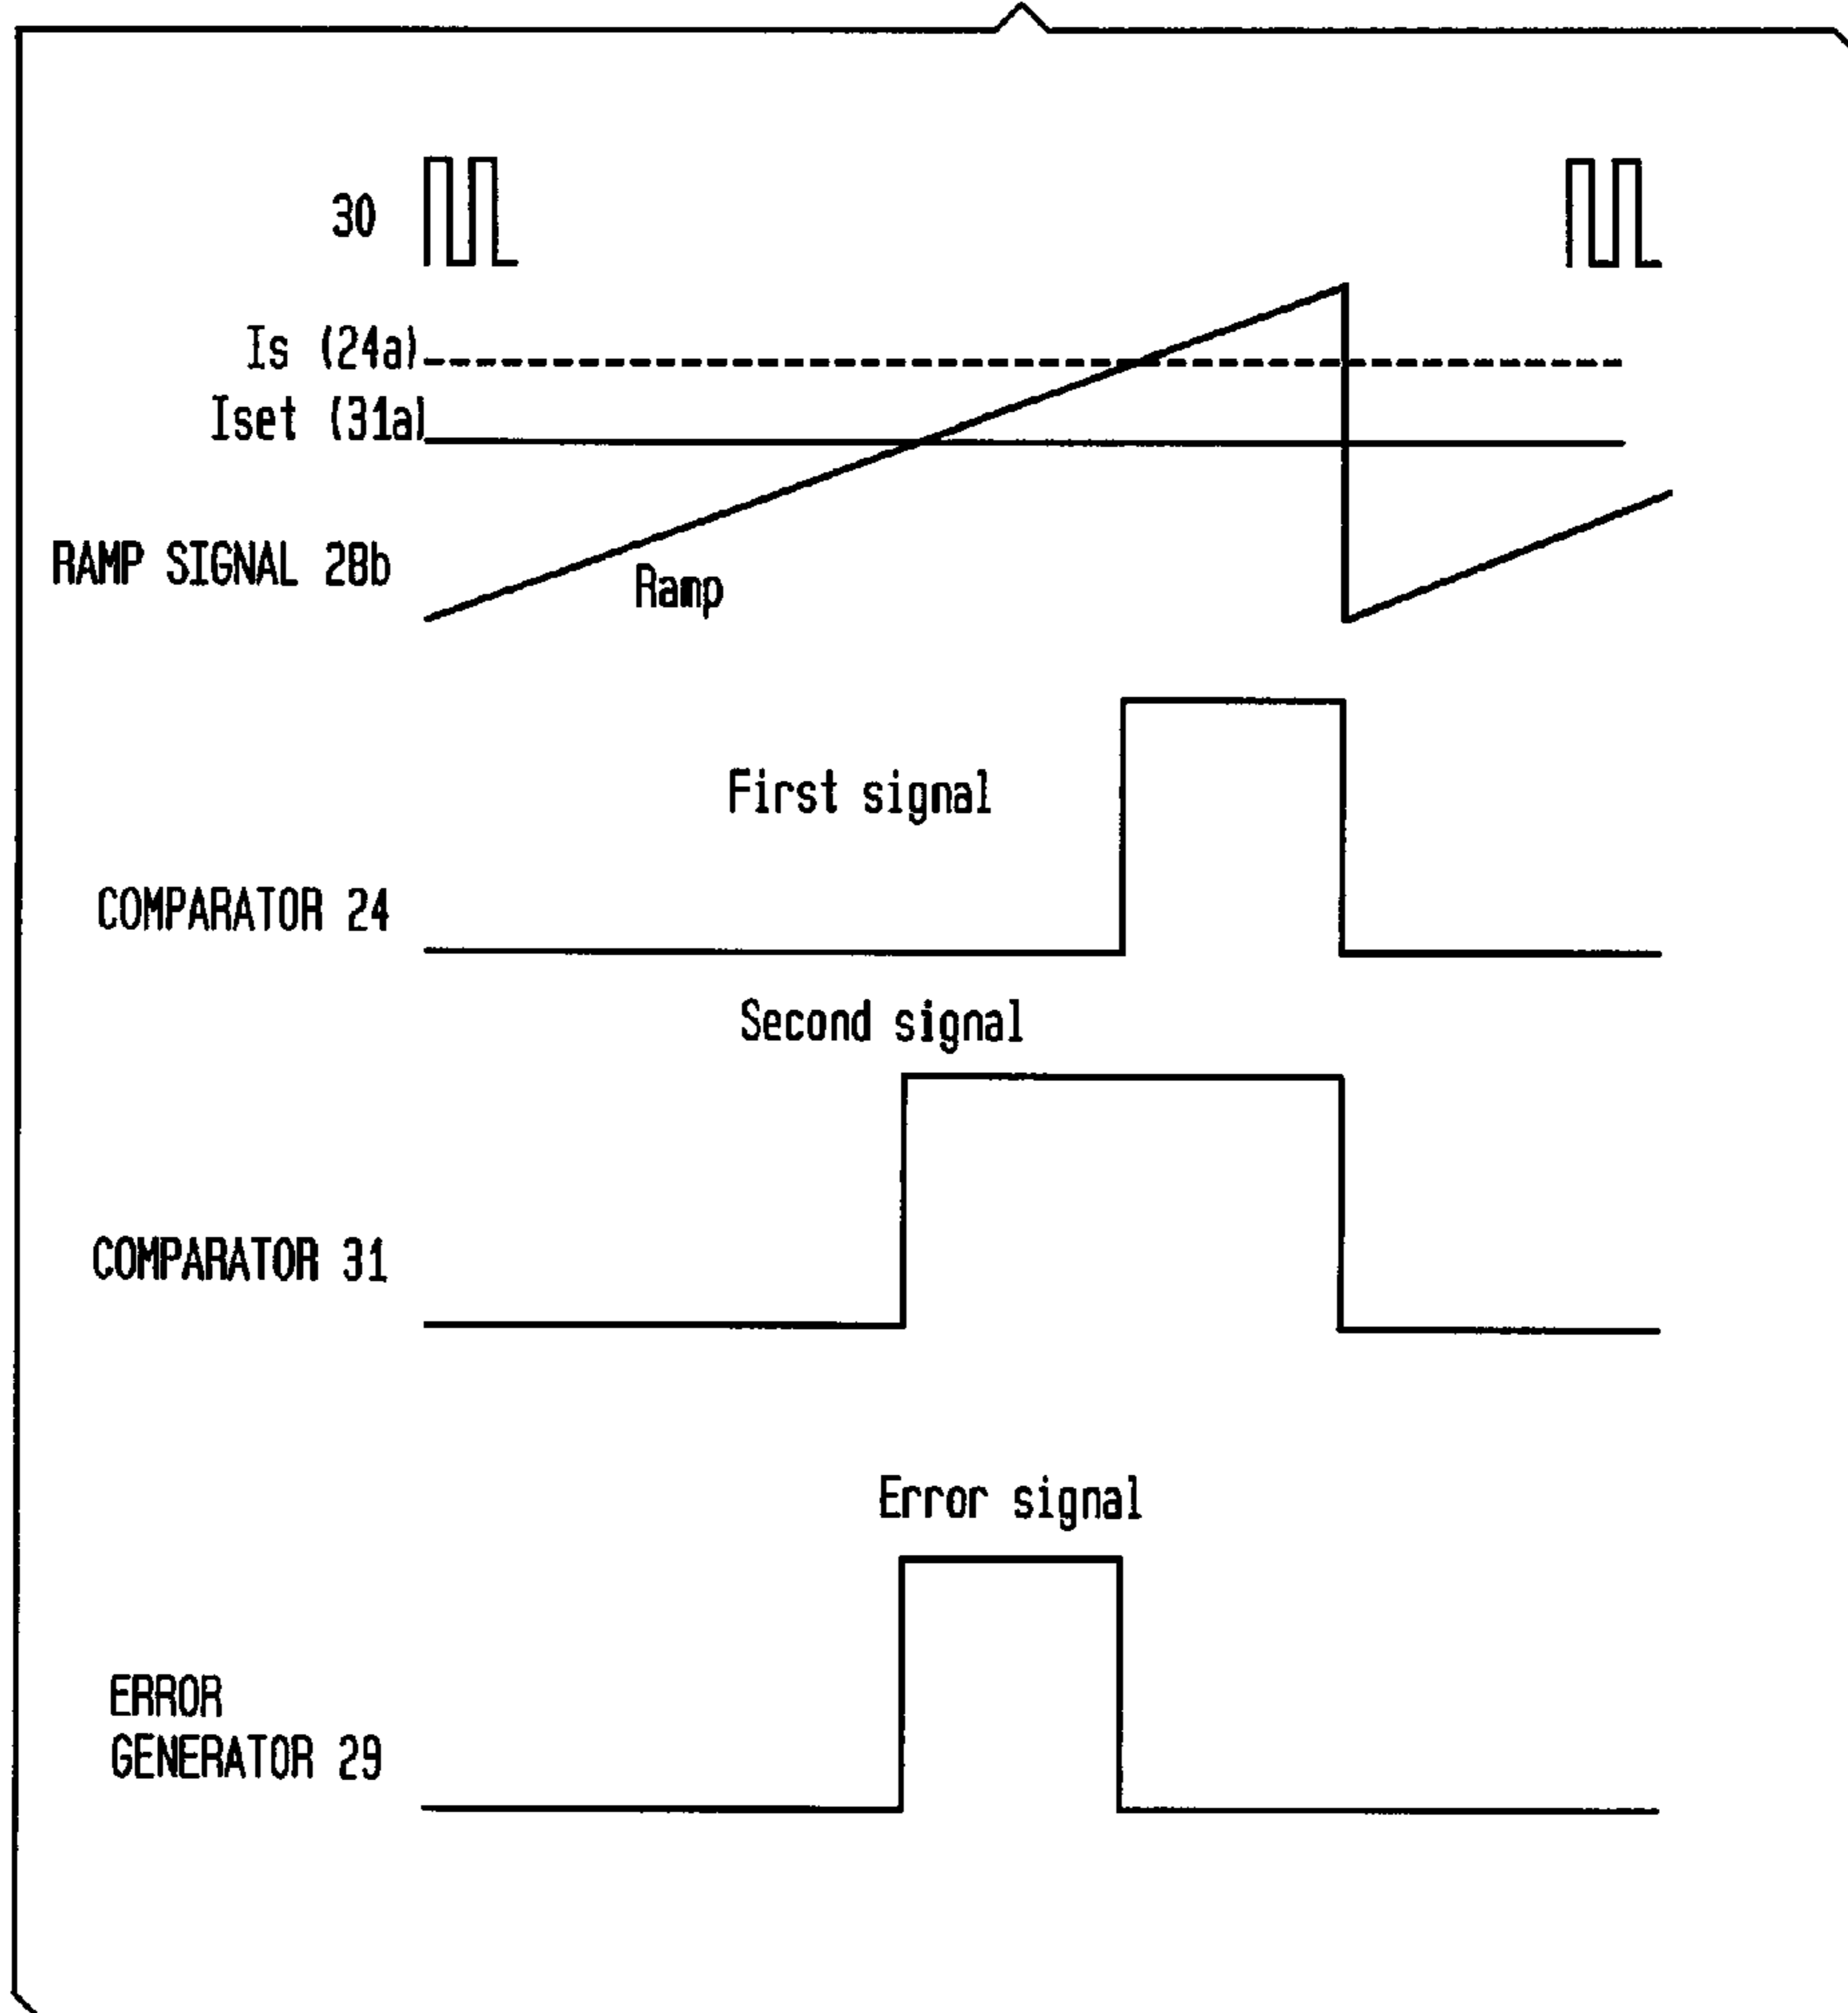 30
Is (24a)
Iset (31a)
RAMP SIGNAL 28b
Ramp
First signal
COMPARATOR 24
Second signal
COMPARATOR 31
Error signal
ERROR
GENERATOR 29